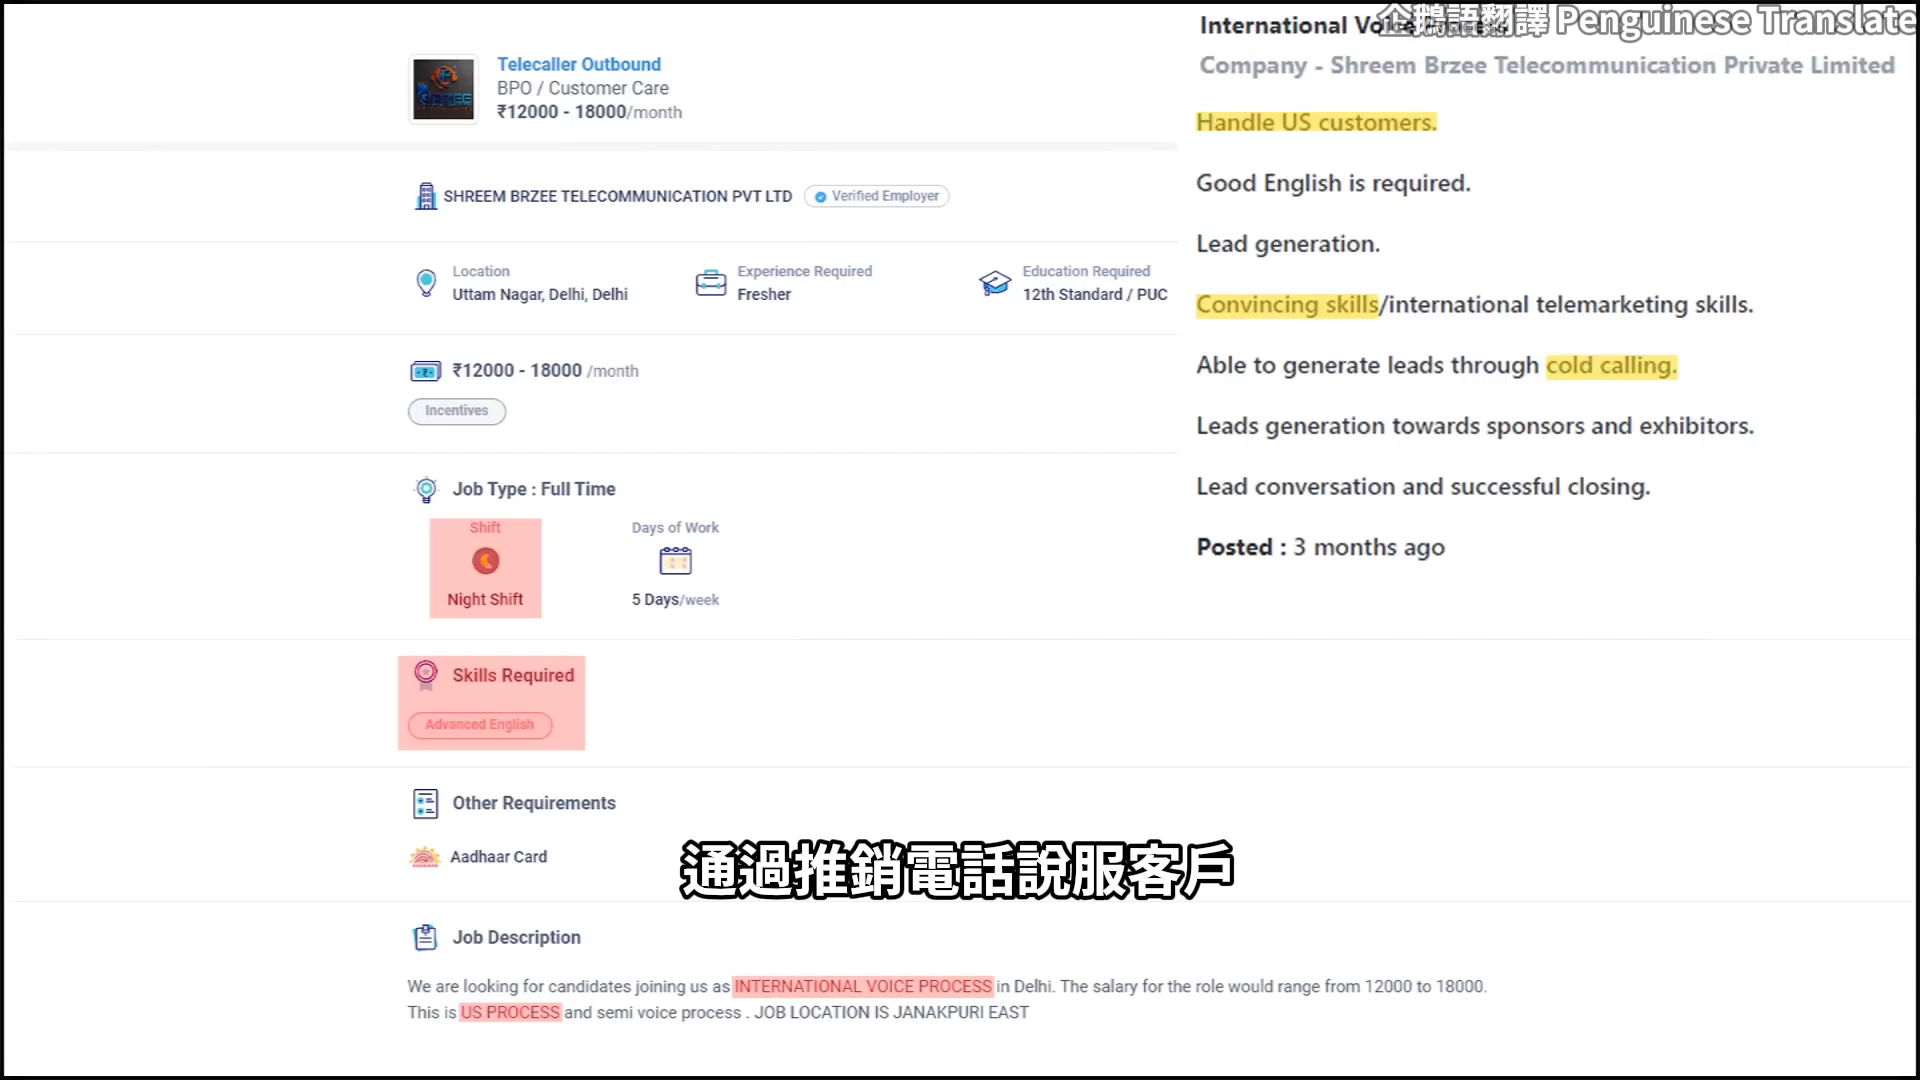 企鵝語翻譯 Penguinese Translate
International Voice
Company - Shreem Brzee Telecommunication Private Limited
Telecaller Outbound
BPO / Customer Care
₹12000 - 18000/month
Handle US customers.
SHREEM BRZEE TELECOMMUNICATION PVT LTD
Verified Employer
Good English is required.
Lead generation.
Location
Uttam Nagar, Delhi, Delhi
Experience Required
Fresher
Education Required
12th Standard / PUC
Convincing skills/international telemarketing skills.
₹12000 - 18000 /month
Incentives
Able to generate leads through cold calling.
Leads generation towards sponsors and exhibitors.
Job Type : Full Time
Lead conversation and successful closing.
Shift
Night Shift
Days of Work
5 Days/week
Posted : 3 months ago
Skills Required
Advanced English
Other Requirements
Aadhaar Card
通過推銷電話說服客戶
Job Description
We are looking for candidates joining us as INTERNATIONAL VOICE PROCESS in Delhi. The salary for the role would range from 12000 to 18000.
This is US PROCESS and semi voice process . JOB LOCATION IS JANAKPURI EAST